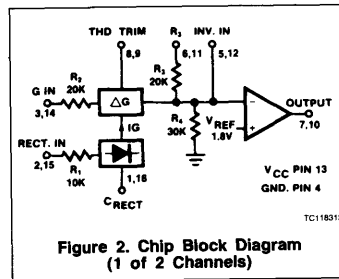 THD TRIM
8,9
R3
6,11
INV. IN
5,12
G IN
3,14
R2
20K
ΔG
R3
20K
IG
RECT. IN
2,15
R1
10K
R4
30K
VREF
1.8V
−
+
OUTPUT
7,10
1,16
CRECT
VCC PIN 13
GND. PIN 4
Figure 2. Chip Block Diagram
(1 of 2 Channels)